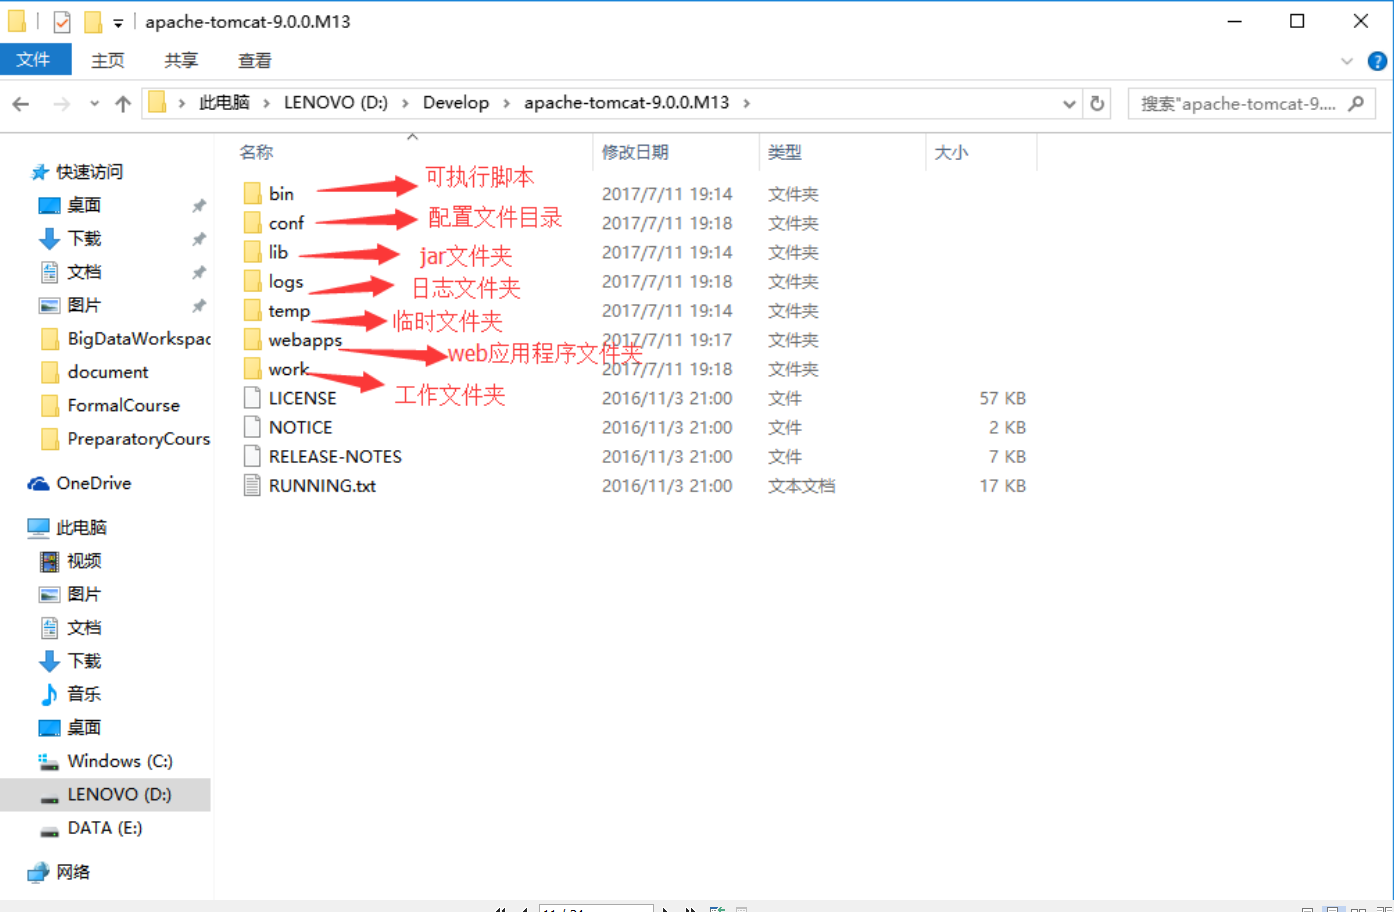 apache-tomcat-9.0.0.M13
文件 主页 共享 查看
此电脑 LENOVO (D:) Develop apache-tomcat-9.0.0.M13 搜索"apache-tomcat-9....
名称 修改日期 类型 大小
bin 可执行脚本 2017/7/11 19:14 文件夹
conf 配置文件目录 2017/7/11 19:18 文件夹
lib jar文件夹 2017/7/11 19:14 文件夹
logs 日志文件夹 2017/7/11 19:18 文件夹
temp 临时文件夹 2017/7/11 19:14 文件夹
webapps web应用程序文件夹 2017/7/11 19:17 文件夹
work 工作文件夹 2017/7/11 19:18 文件夹
LICENSE 2016/11/3 21:00 文件 57 KB
NOTICE 2016/11/3 21:00 文件 2 KB
RELEASE-NOTES 2016/11/3 21:00 文件 7 KB
RUNNING.txt 2016/11/3 21:00 文本文档 17 KB
快速访问
桌面
下载
文档
图片
BigDataWorkspac
document
FormalCourse
PreparatoryCours
OneDrive
此电脑
视频
图片
文档
下载
音乐
桌面
Windows (C:)
LENOVO (D:)
DATA (E:)
网络